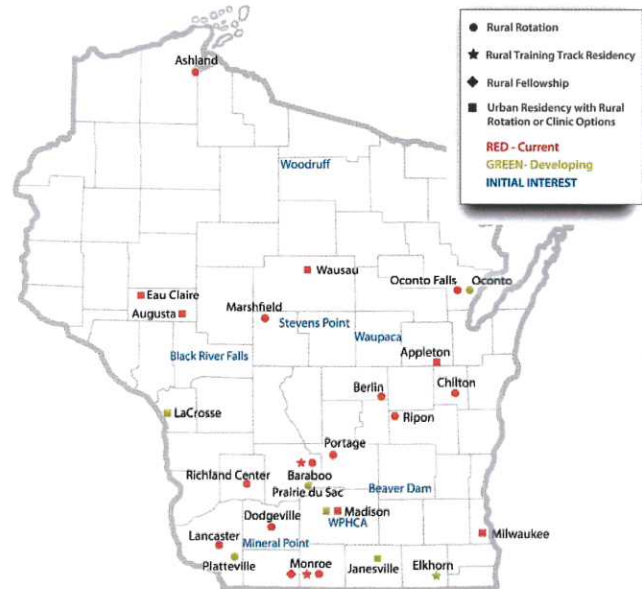 Rural Rotation
Rural Training Track Residency
Rural Fellowship
Urban Residency with Rural
Rotation or Clinic Options
RED - Current
GREEN- Developing
INITIAL INTEREST
Ashland
Woodruff
Wausau
Oconto Falls
Oconto
Eau Claire
Augusta
Marshfield
Stevens Point
Waupaca
Black River Falls
Appleton
Berlin
Chilton
LaCrosse
Ripon
Portage
Richland Center
Baraboo
Prairie du Sac
Beaver Dam
Madison
WPHCA
Dodgeville
Milwaukee
Mineral Point
Lancaster
Platteville
Monroe
Janesville
Elkhorn